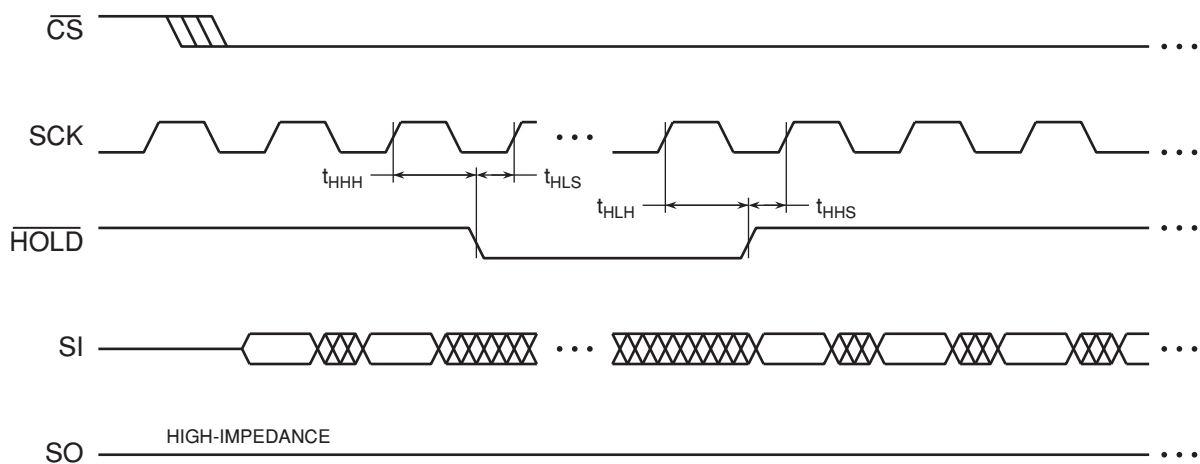 CS
SCK
tHHH
tHLS
tHLH
tHHS
HOLD
SI
HIGH-IMPEDANCE
SO